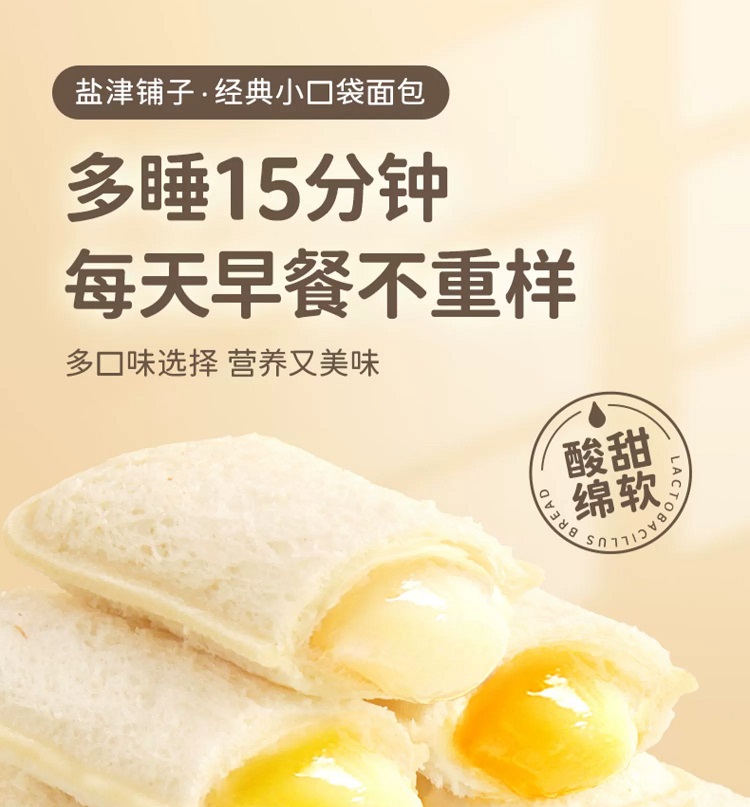 盐津铺子·经典小口袋面包
多睡15分钟
每天早餐不重样
多口味选择 营养又美味
酸甜
绵软
LACTOBACILLUS BREAD